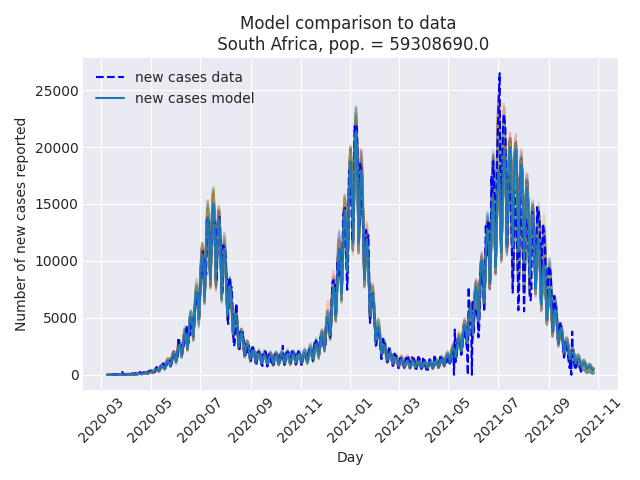 Model comparison to data
South Africa, pop. = 59308690.0
new cases data
new cases model
Number of new cases reported
25000
20000
15000
10000
5000
0
2020-03
2020-05
2020-07
2020-09
2020-11
2021-01
2021-03
2021-05
2021-07
2021-09
2021-11
Day